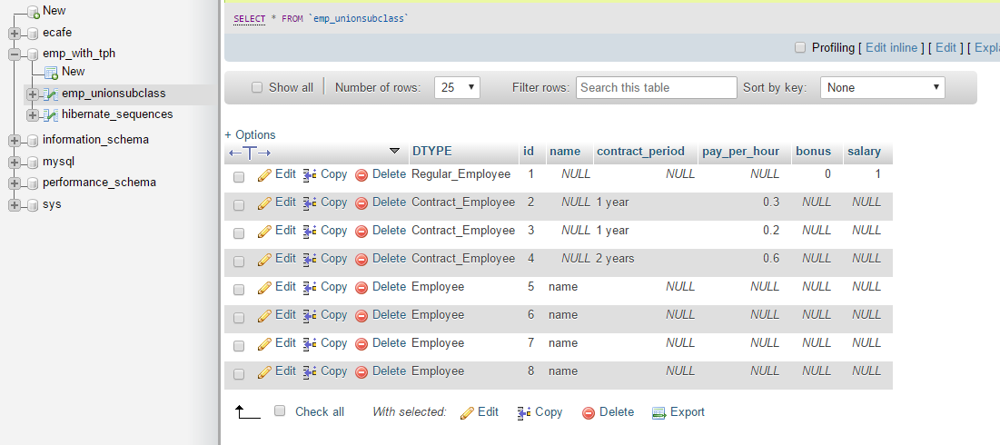 New
ecafe
emp_with_tph
New
emp_unionsubclass
hibernate_sequences
information_schema
mysql
performance_schema
sys
SELECT * FROM `emp_unionsubclass`
Profiling [ Edit inline ] [ Edit ] [ Expla
Show all Number of rows: 25 Filter rows: Search this table Sort by key: None
+ Options
DTYPE id name contract_period pay_per_hour bonus salary
Edit Copy Delete Regular_Employee 1 NULL NULL NULL 0 1
Edit Copy Delete Contract_Employee 2 NULL 1 year 0.3 NULL NULL
Edit Copy Delete Contract_Employee 3 NULL 1 year 0.2 NULL NULL
Edit Copy Delete Contract_Employee 4 NULL 2 years 0.6 NULL NULL
Edit Copy Delete Employee 5 name NULL NULL NULL NULL
Edit Copy Delete Employee 6 name NULL NULL NULL NULL
Edit Copy Delete Employee 7 name NULL NULL NULL NULL
Edit Copy Delete Employee 8 name NULL NULL NULL NULL
Check all With selected: Edit Copy Delete Export